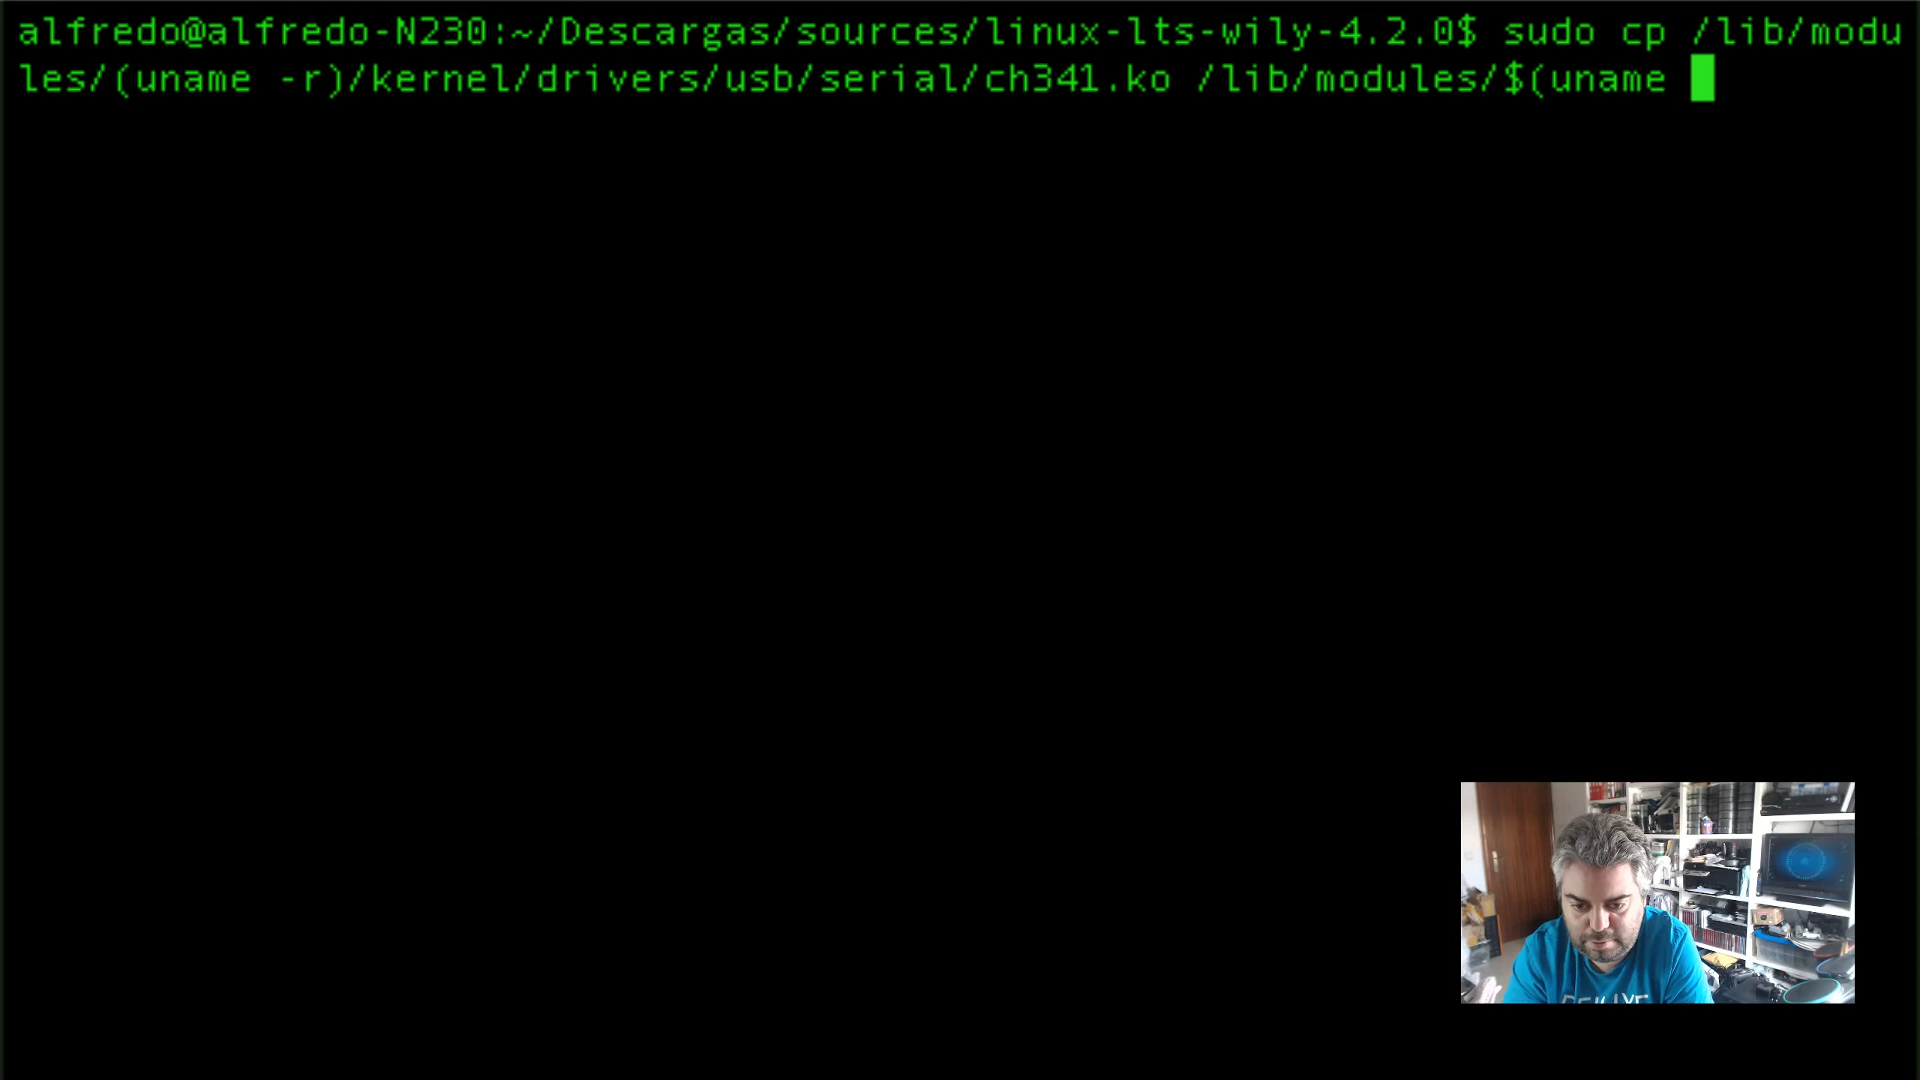 alfredo@alfredo-N230:~/Descargas/sources/linux-lts-wily-4.2.0$ sudo cp /lib/modu
les/(uname -r)/kernel/drivers/usb/serial/ch341.ko /lib/modules/$(uname